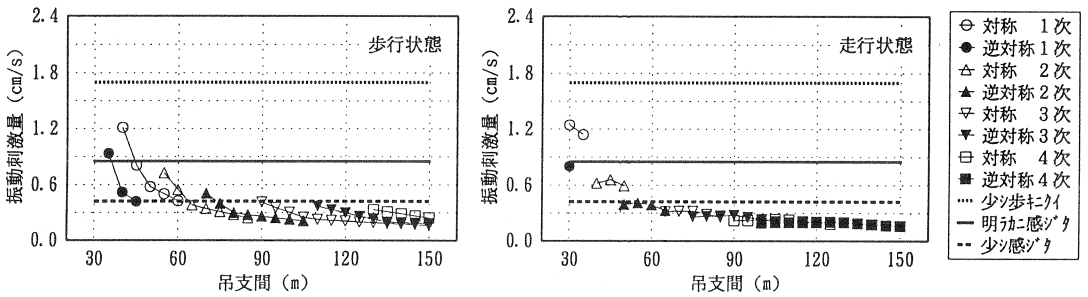 振動刺激量 (cm/s)
2.4
1.8
1.2
0.6
0.0
歩行状態
30 60 90 120 150
吊支間 (m)
振動刺激量 (cm/s)
2.4
1.8
1.2
0.6
0.0
走行状態
30 60 90 120 150
吊支間 (m)
対称 1次
逆対称1次
対称 2次
逆対称2次
対称 3次
逆対称3次
対称 4次
逆対称4次
少シ歩キニクイ
明ラカニ感ジタ
少シ感ジタ